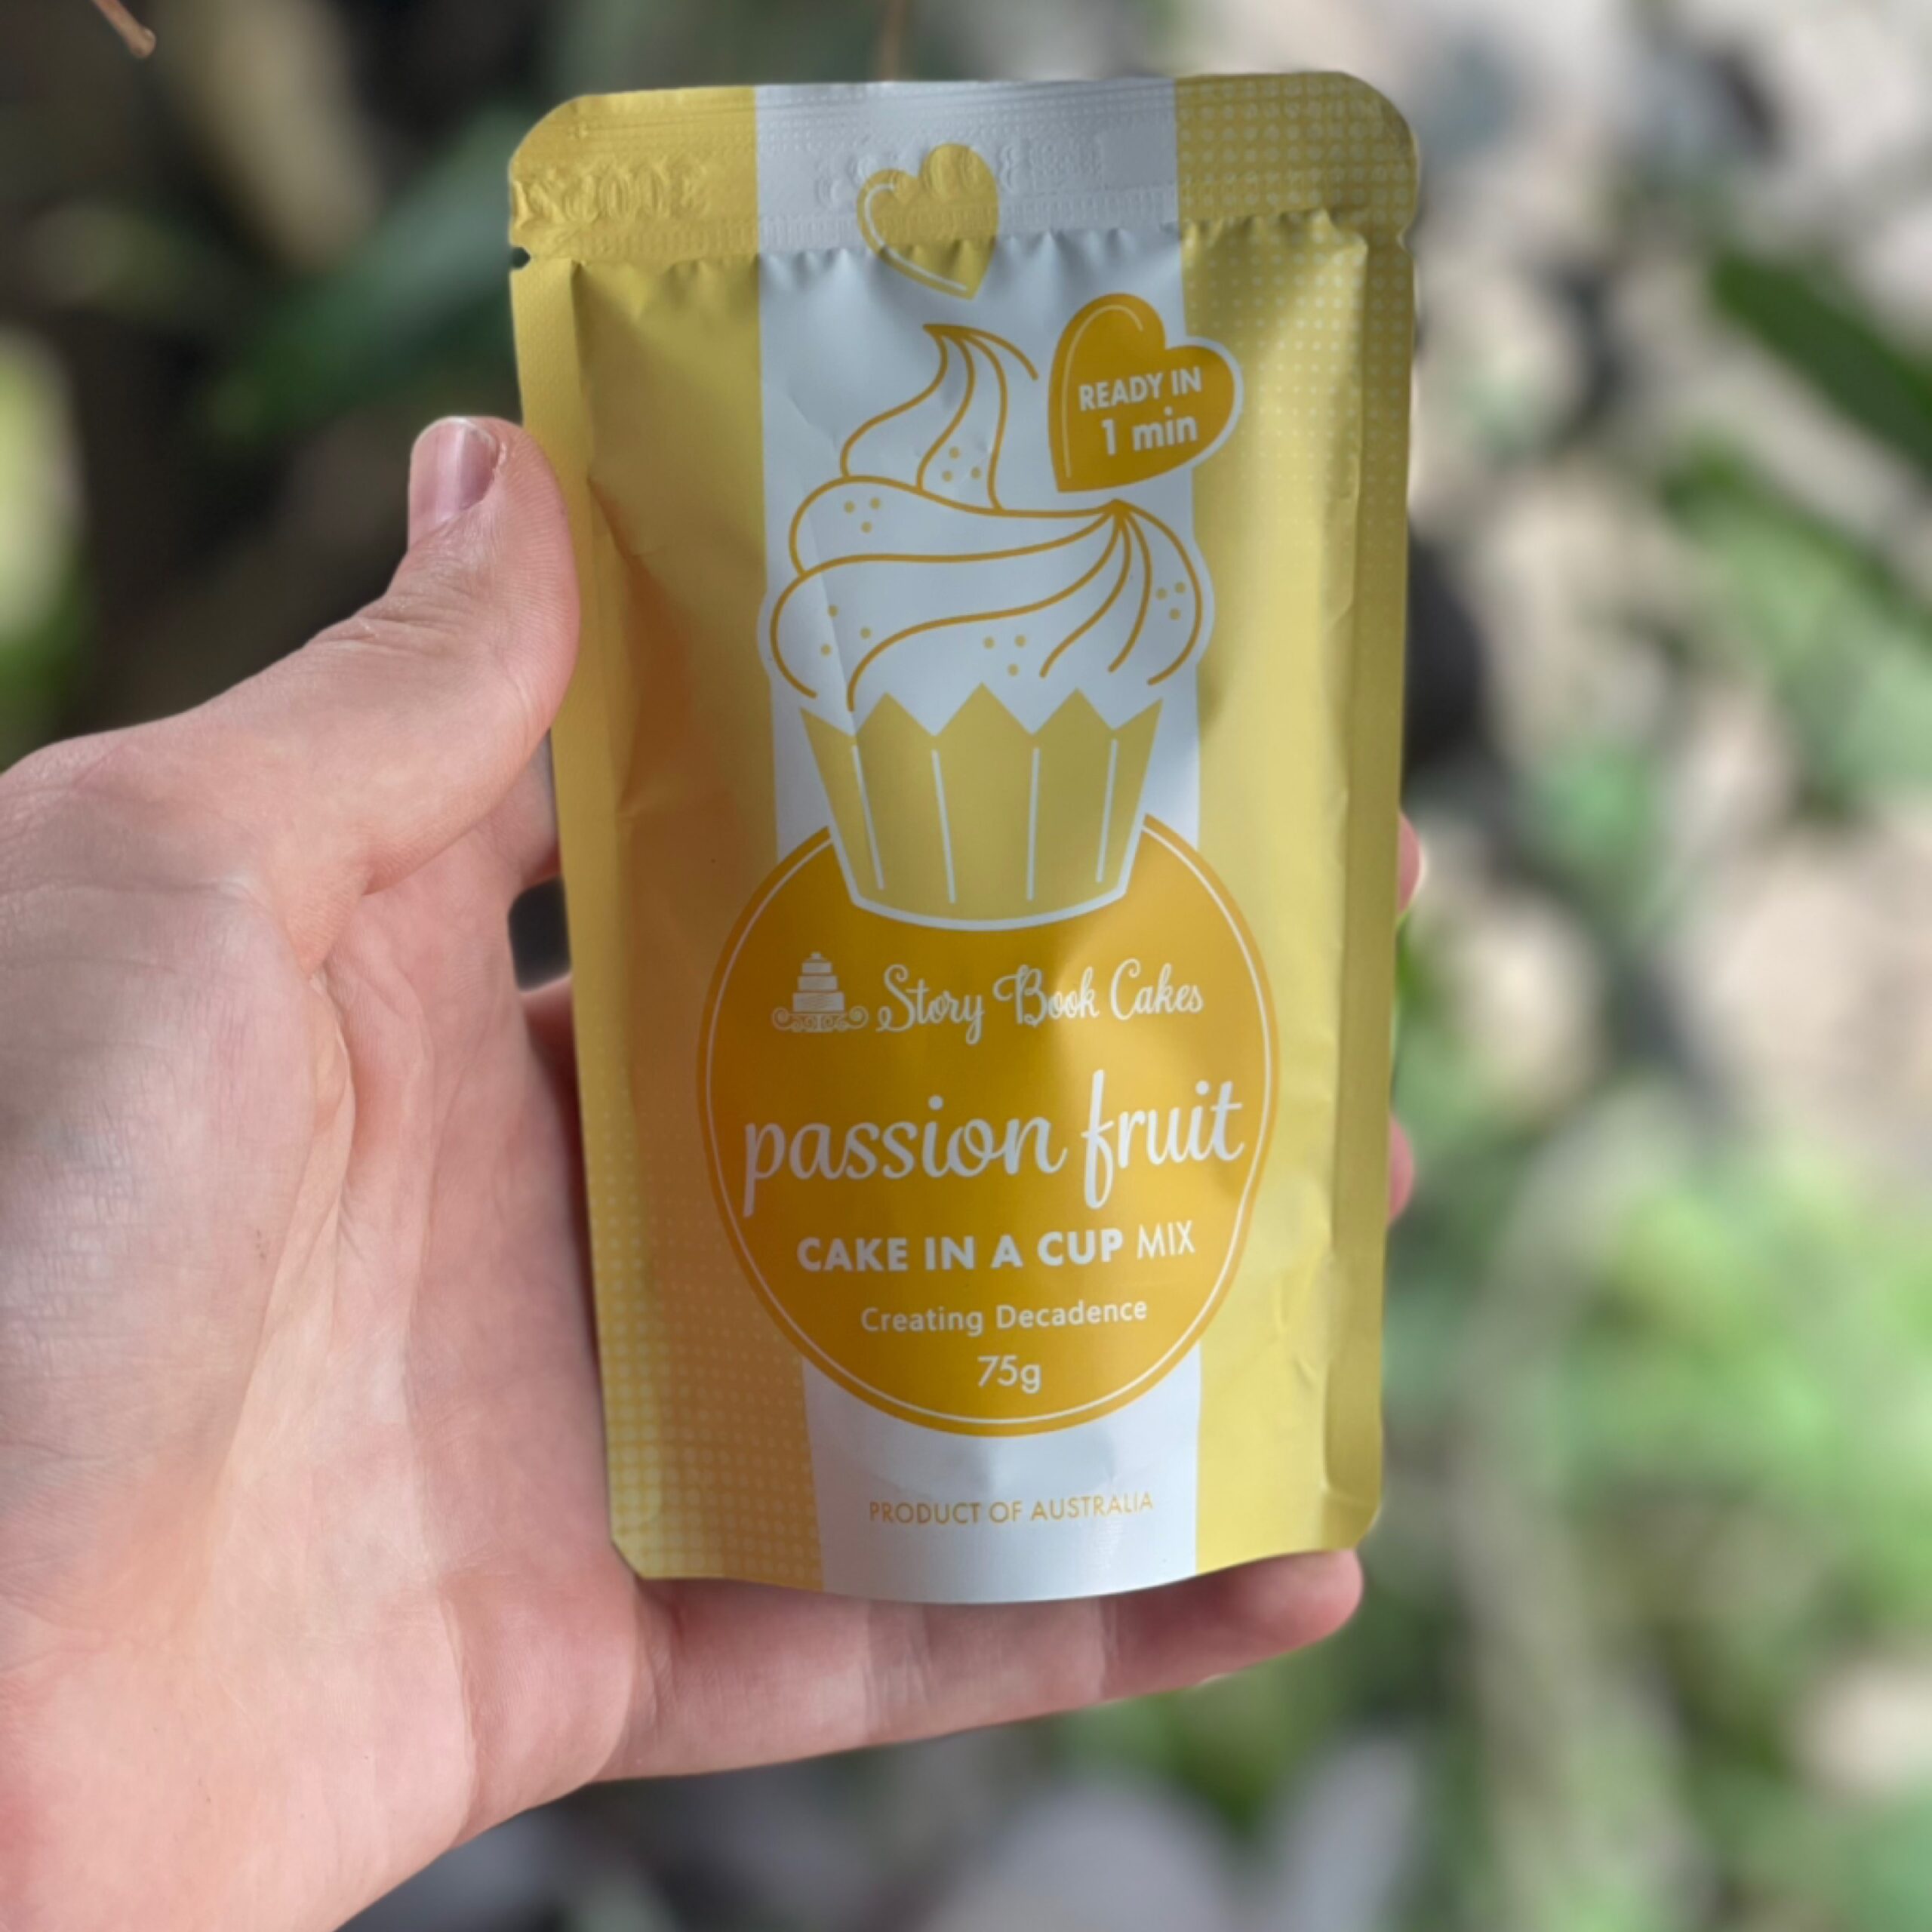 READY IN
1 min
Story Book Cakes
passion fruit
CAKE IN A CUP MIX
Creating Decadence
75g
PRODUCT OF AUSTRALIA